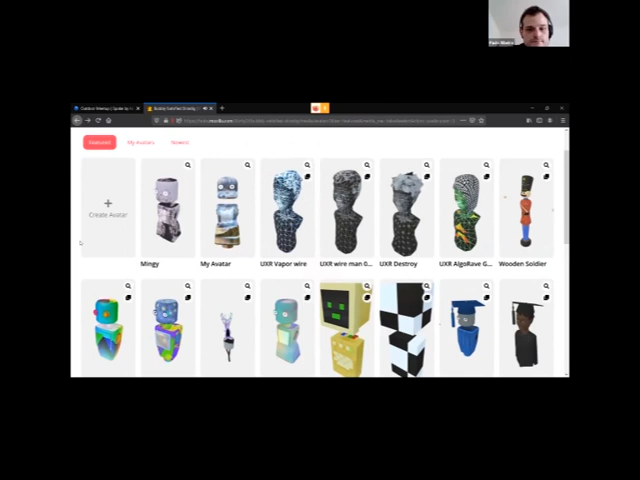 Featured
My Avatars
Newest
+
Create Avatar
Mingy
My Avatar
UXR Vapor wire
UXR wire man 0...
UXR Destroy
UXR AlgoRave G...
Wooden Soldier